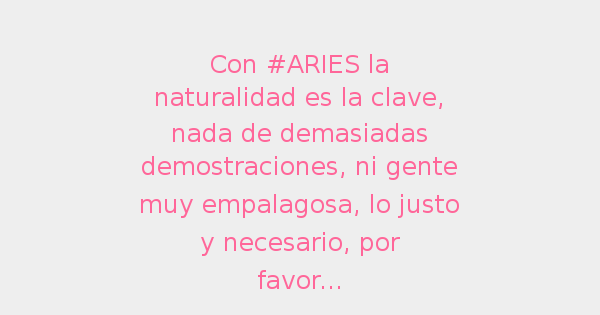 Con #ARIES la
naturalidad es la clave,
nada de demasiadas
demostraciones, ni gente
muy empalagosa, lo justo
y necesario, por
favor...